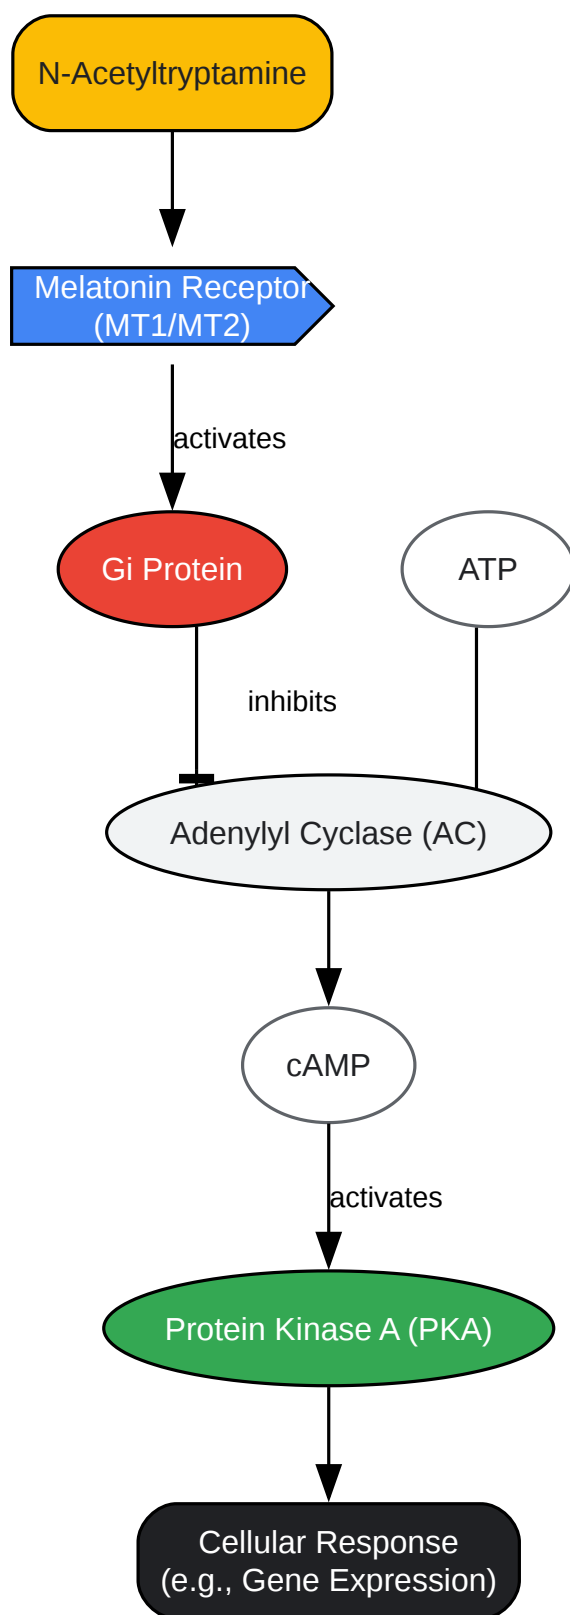 N-Acetyltryptamine
Melatonin Receptor
(MT1/MT2)
activates
Gi Protein
ATP
inhibits
Adenylyl Cyclase (AC)
cAMP
activates
Protein Kinase A (PKA)
Cellular Response
(e.g., Gene Expression)